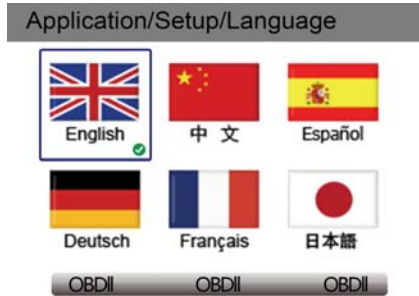 Application/Setup/Language
English 中 文 Español
Deutsch Français 日本語
OBDII OBDII OBDII